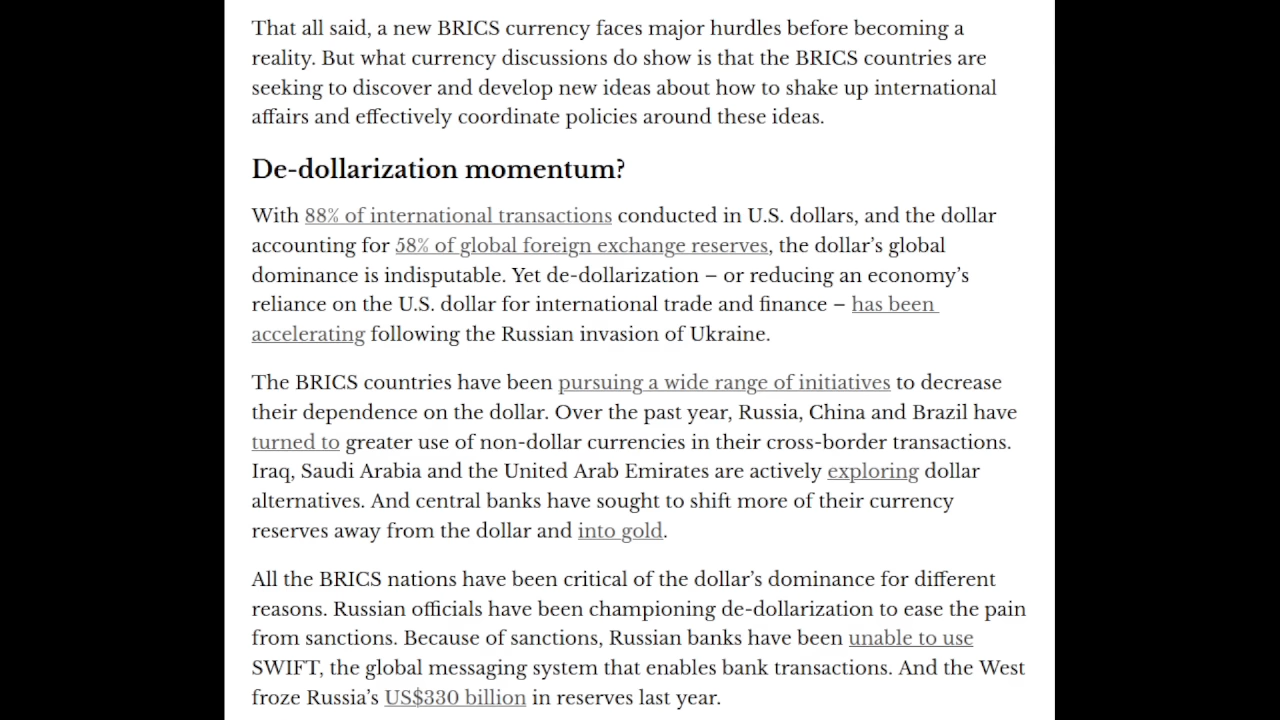 That all said, a new BRICS currency faces major hurdles before becoming a
reality. But what currency discussions do show is that the BRICS countries are
seeking to discover and develop new ideas about how to shake up international
affairs and effectively coordinate policies around these ideas.
De-dollarization momentum?
With 88% of international transactions conducted in U.S. dollars, and the dollar
accounting for 58% of global foreign exchange reserves, the dollar’s global
dominance is indisputable. Yet de-dollarization – or reducing an economy’s
reliance on the U.S. dollar for international trade and finance – has been
accelerating following the Russian invasion of Ukraine.
The BRICS countries have been pursuing a wide range of initiatives to decrease
their dependence on the dollar. Over the past year, Russia, China and Brazil have
turned to greater use of non-dollar currencies in their cross-border transactions.
Iraq, Saudi Arabia and the United Arab Emirates are actively exploring dollar
alternatives. And central banks have sought to shift more of their currency
reserves away from the dollar and into gold.
All the BRICS nations have been critical of the dollar’s dominance for different
reasons. Russian officials have been championing de-dollarization to ease the pain
from sanctions. Because of sanctions, Russian banks have been unable to use
SWIFT, the global messaging system that enables bank transactions. And the West
froze Russia’s US$330 billion in reserves last year.